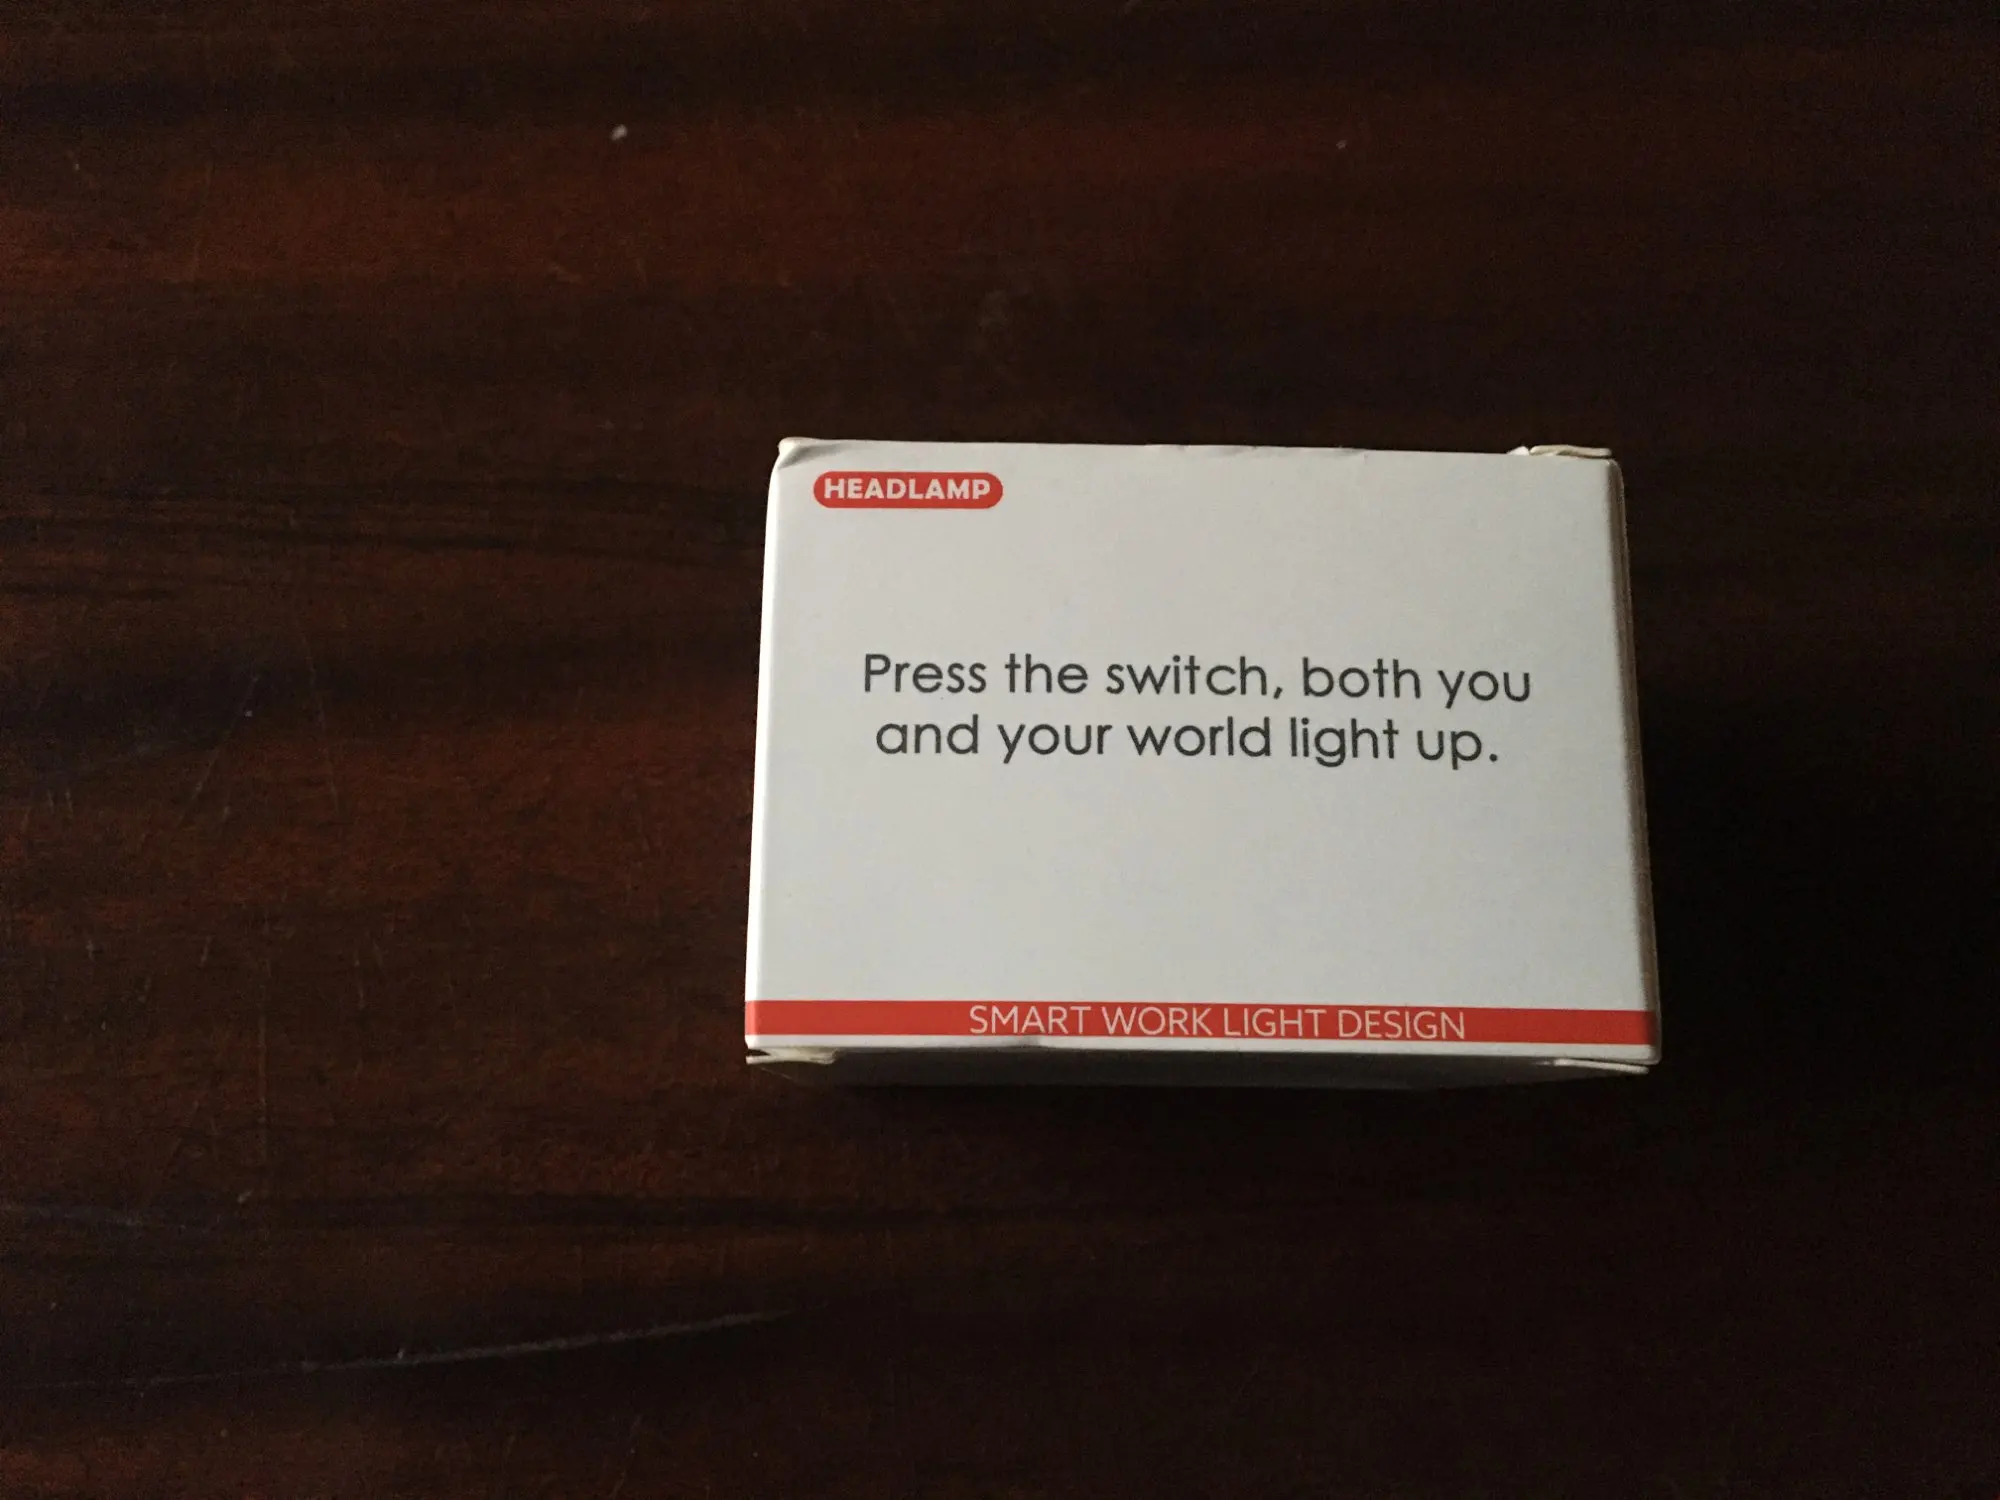 HEADLAMP
Press the switch, both you
and your world light up.
SMART WORK LIGHT DESIGN